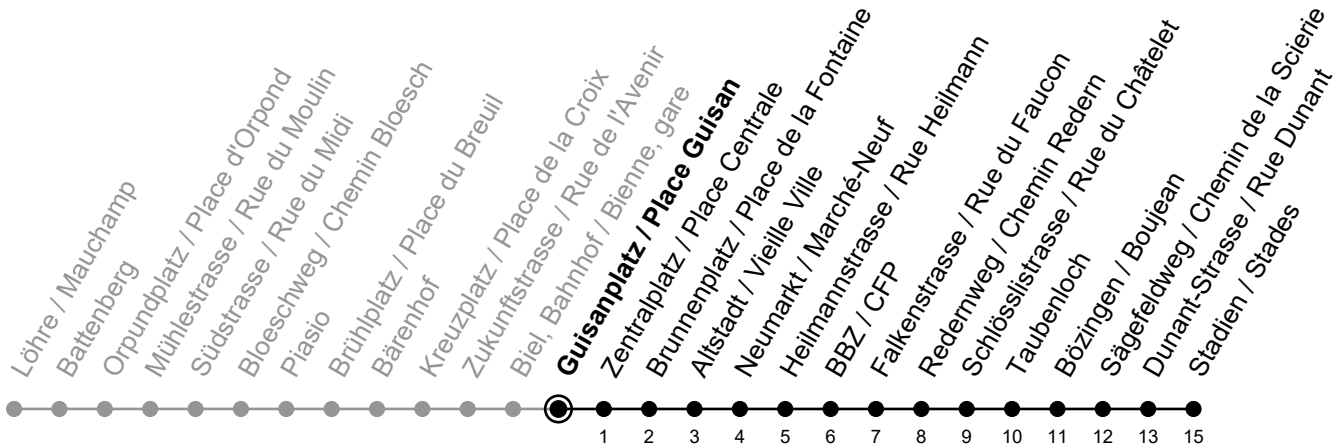 Löhre / Mauchamp
Battenberg
Orpundplatz / Place d'Orpond
Mühlestrasse / Rue du Moulin
Südstrasse / Rue du Midi
Bloeschweg / Chemin Bloesch
Piasio
Brühlplatz / Place du Breuil
Bärenhof
Kreuzplatz / Place de la Croix
Zukunftstrasse / Rue de l'Avenir
Biel, Bahnhof / Bienne, gare
Guisanplatz / Place Guisan
Zentralplatz / Place Centrale
Brunnenplatz / Place de la Fontaine
Altstadt / Vieille Ville
Neumarkt / Marché-Neuf
Heilmannstrasse / Rue Heilmann
BBZ / CFP
Falkenstrasse / Rue du Faucon
Redernweg / Chemin Redern
Schlösslistrasse / Rue du Châtelet
Taubenloch
Bözingen / Boujean
Sägefeldweg / Chemin de la Scierie
Dunant-Strasse / Rue Dunant
Stadien / Stades
1 2 3 4 5 6 7 8 9 10 11 12 13 15